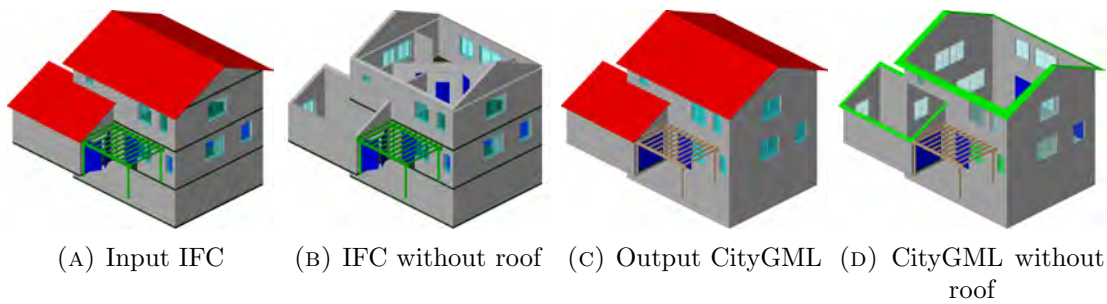 (A) Input IFC
(B) IFC without roof
(C) Output CityGML
(D) CityGML without
roof